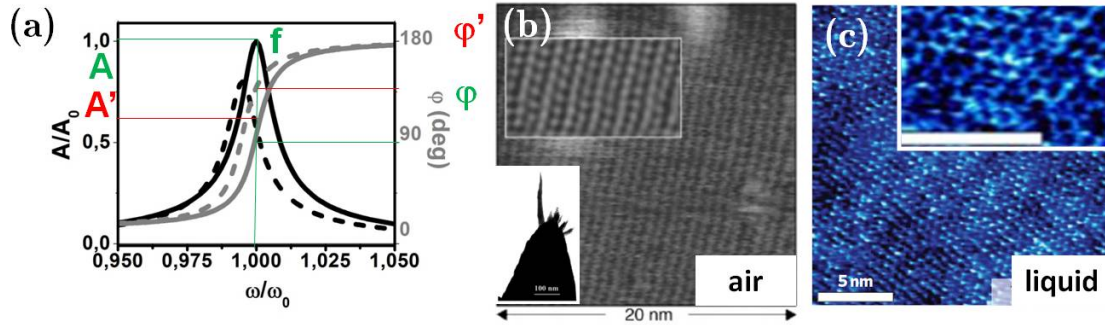 (a)
1,0
A
A'
A/A₀
0,5
0,0
0,950
0,975
1,000
1,025
1,050
ω/ω₀
f
180
90
0
φ (deg)
φ'
φ
(b)
100 nm
air
20 nm
(c)
5 nm
liquid